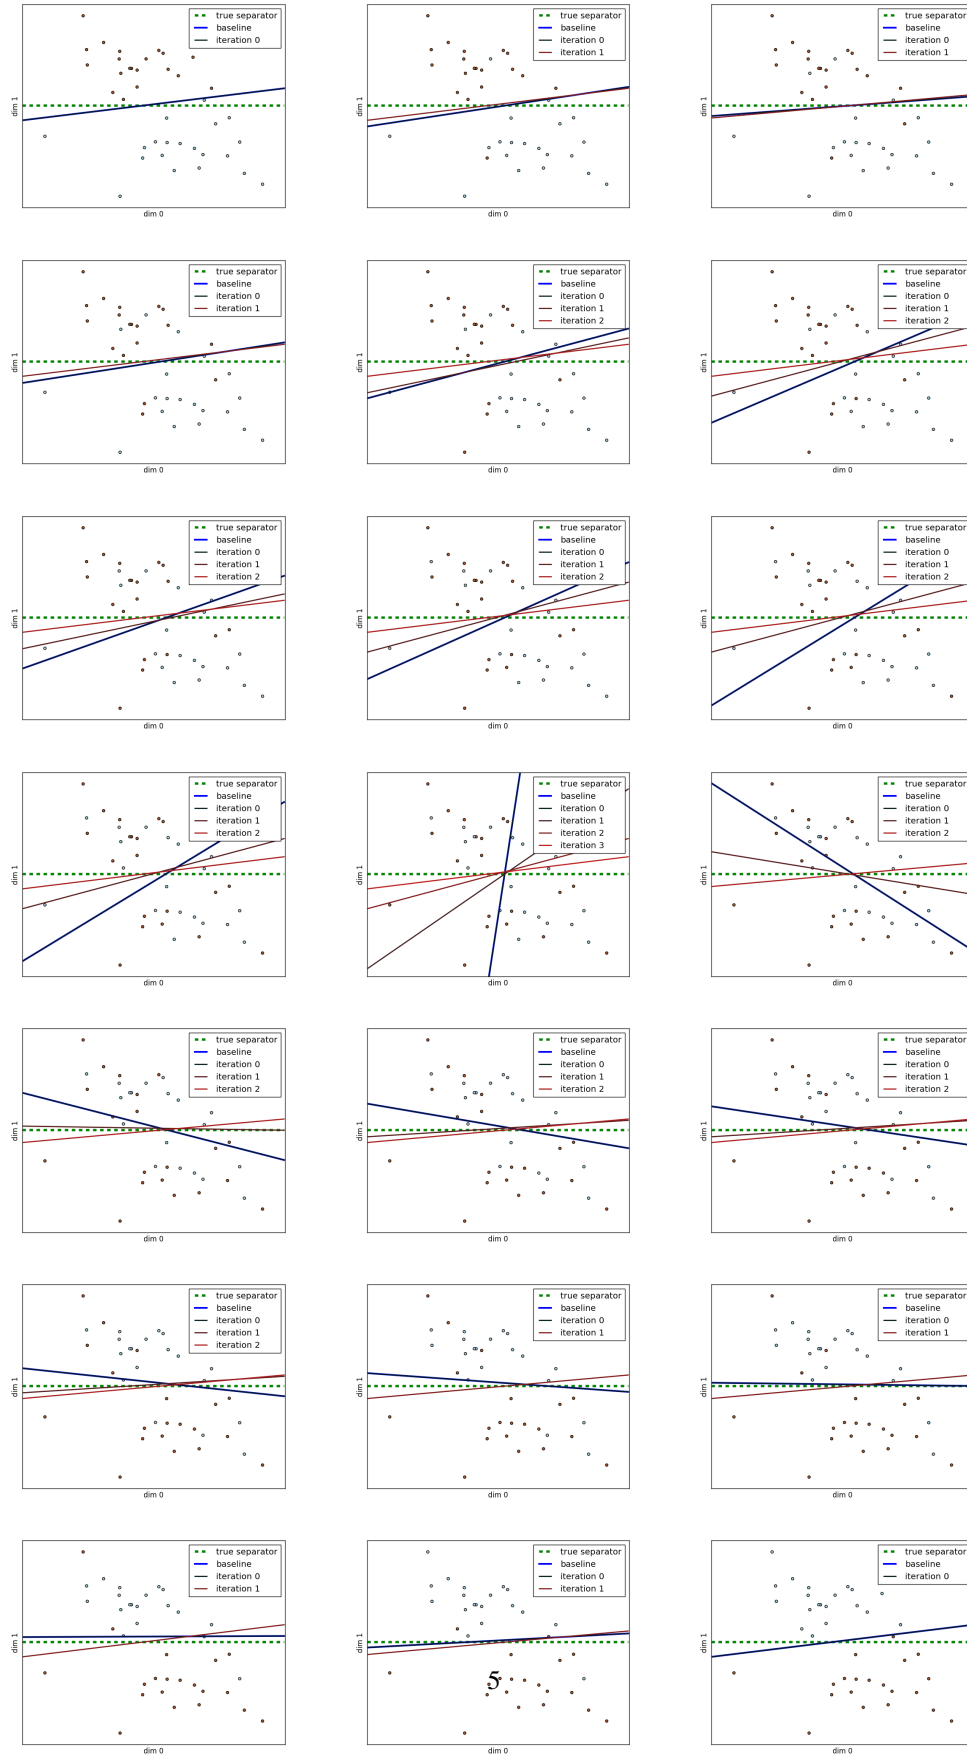 true separator
baseline
iteration 0
dim 1
dim 0
true separator
baseline
iteration 0
iteration 1
dim 1
dim 0
true separator
baseline
iteration 0
iteration 1
dim 1
dim 0
true separator
baseline
iteration 0
iteration 1
dim 1
dim 0
true separator
baseline
iteration 0
iteration 1
iteration 2
dim 1
dim 0
true separator
baseline
iteration 0
iteration 1
iteration 2
dim 1
dim 0
true separator
baseline
iteration 0
iteration 1
iteration 2
dim 1
dim 0
true separator
baseline
iteration 0
iteration 1
iteration 2
dim 1
dim 0
true separator
baseline
iteration 0
iteration 1
iteration 2
dim 1
dim 0
true separator
baseline
iteration 0
iteration 1
iteration 2
dim 1
dim 0
true separator
baseline
iteration 0
iteration 1
iteration 2
iteration 3
dim 1
dim 0
true separator
baseline
iteration 0
iteration 1
iteration 2
dim 1
dim 0
true separator
baseline
iteration 0
iteration 1
iteration 2
dim 1
dim 0
true separator
baseline
iteration 0
iteration 1
iteration 2
dim 1
dim 0
true separator
baseline
iteration 0
iteration 1
iteration 2
dim 1
dim 0
true separator
baseline
iteration 0
iteration 1
iteration 2
dim 1
dim 0
true separator
baseline
iteration 0
iteration 1
dim 1
dim 0
true separator
baseline
iteration 0
iteration 1
dim 1
dim 0
true separator
baseline
iteration 0
iteration 1
dim 1
dim 0
true separator
baseline
iteration 0
iteration 1
dim 1
5
dim 0
true separator
baseline
iteration 0
dim 1
dim 0